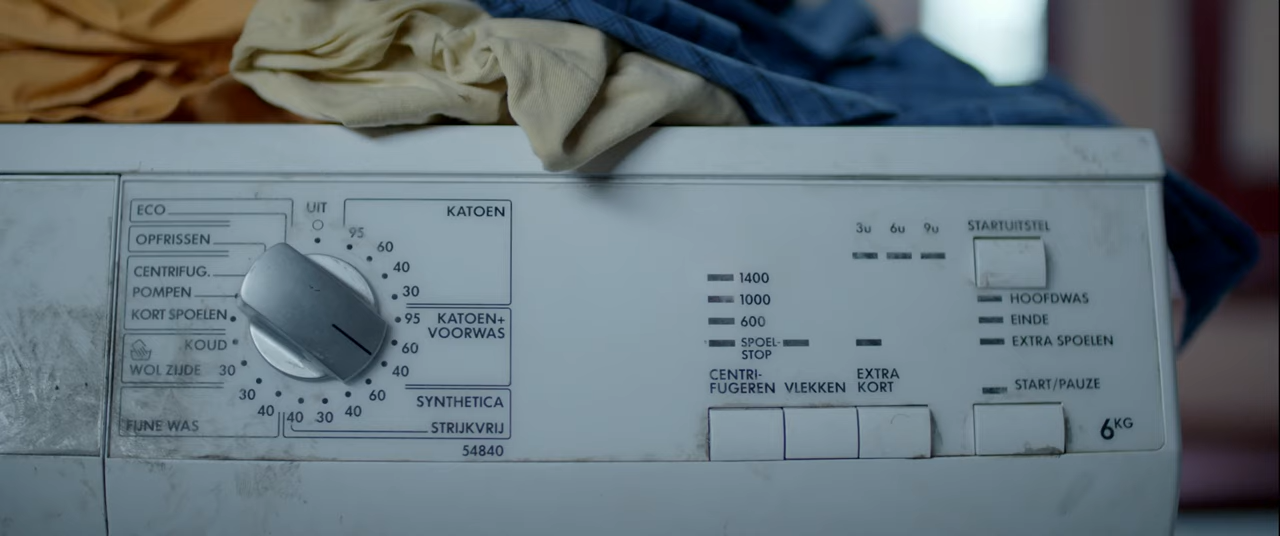 ECO
OPFRISSEN
CENTRIFUG.
POMPEN
KORT SPOELEN
KOUD
WOL ZIJDE 30
30
40
FIJNE WAS
UIT
KATOEN
95
60
40
30
95
KATOEN+
VOORWAS
60
40
60
40
30
40
SYNTHETICA
STRIJKVRIJ
54840
1400
1000
600
SPOEL-
STOP
CENTRI-
FUGEREN
VLEKKEN
EXTRA
KORT
3u 6u 9u
STARTUITSTEL
HOOFDWAS
EINDE
EXTRA SPOELEN
START/PAUZE
6KG